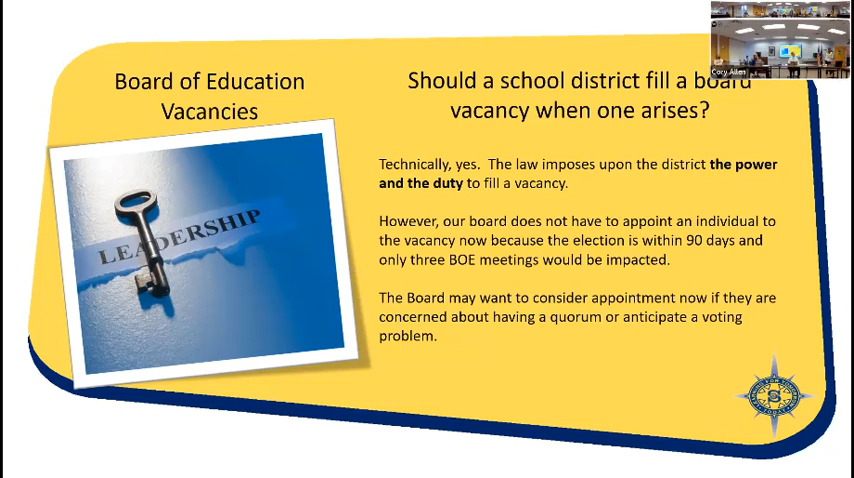 Board of Education
Vacancies
LEADERSHIP
Should a school district fill a board
vacancy when one arises?
Technically, yes. The law imposes upon the district the power
and the duty to fill a vacancy.
However, our board does not have to appoint an individual to
the vacancy now because the election is within 90 days and
only three BOE meetings would be impacted.
The Board may want to consider appointment now if they are
concerned about having a quorum or anticipate a voting
problem.
Cory Allen